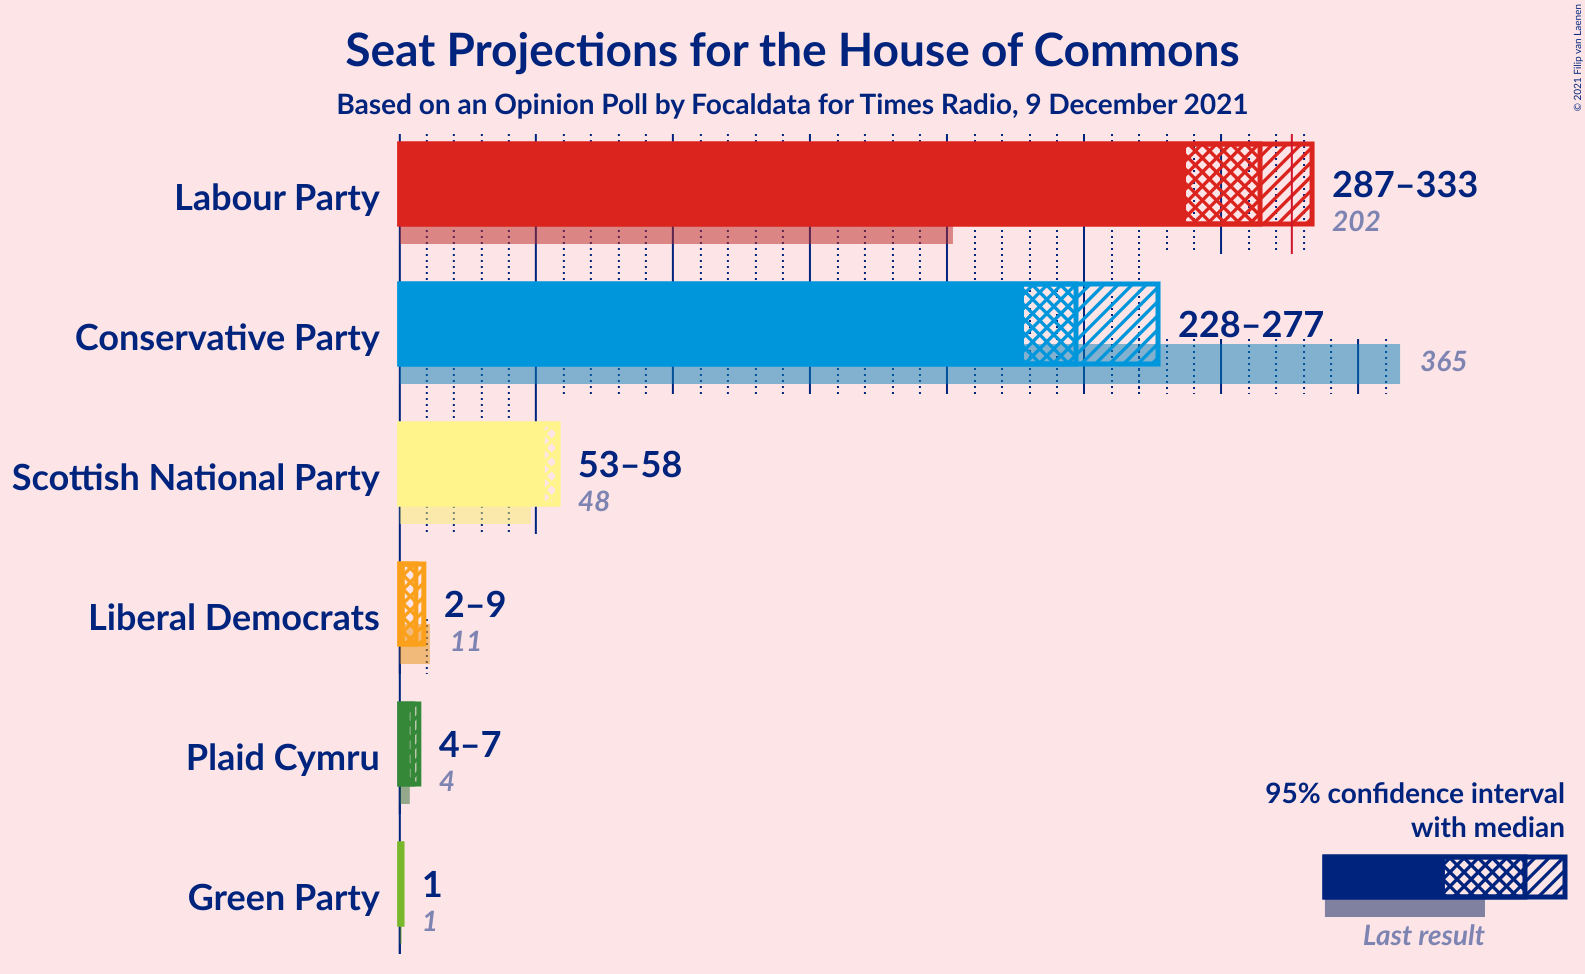 Seat Projections for the House of Commons
Based on an Opinion Poll by Focaldata for Times Radio, 9 December 2021
© 2021 Filip van Laenen
Labour Party
287–333
202
Conservative Party
228–277
365
Scottish National Party
53–58
48
Liberal Democrats
2–9
11
Plaid Cymru
4–7
4
Green Party
1
1
95% confidence interval
with median
Last result